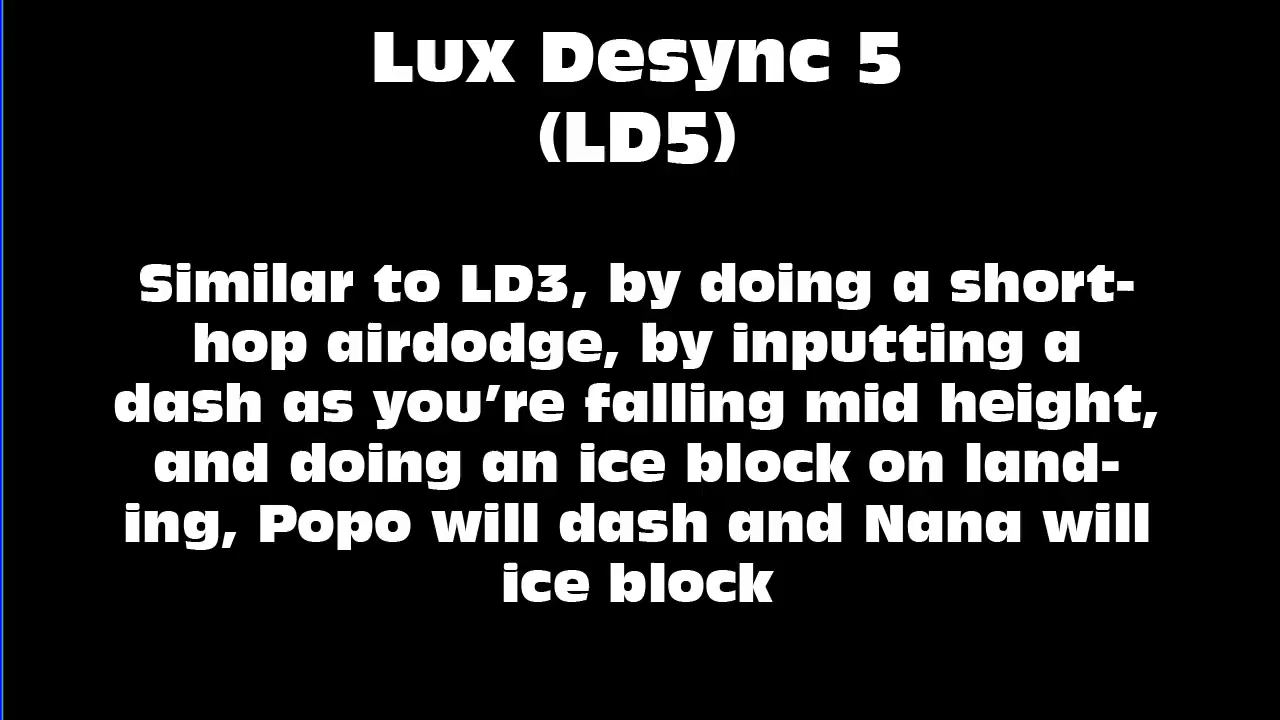 Lux Desync 5
(LD5)
Similar to LD3, by doing a short-
hop airdodge, by inputting a
dash as you’re falling mid height,
and doing an ice block on land-
ing, Popo will dash and Nana will
ice block